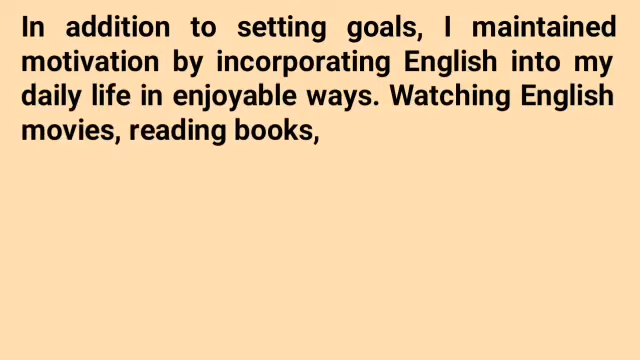 In addition to setting goals, I maintained
motivation by incorporating English into my
daily life in enjoyable ways. Watching English
movies, reading books,